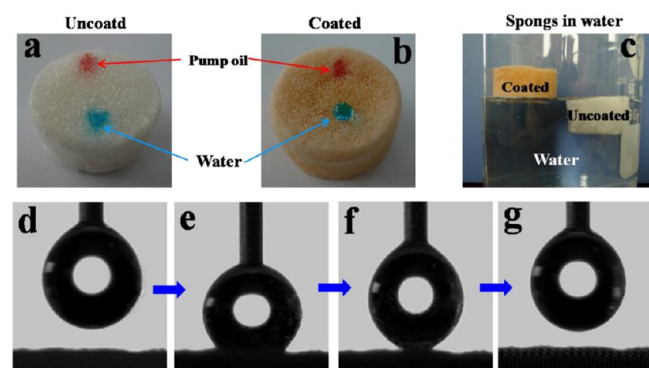 Uncoatd
Coated
Spongs in water
a
b
c
Pump oil
Water
Coated
Uncoated
Water
d
e
f
g